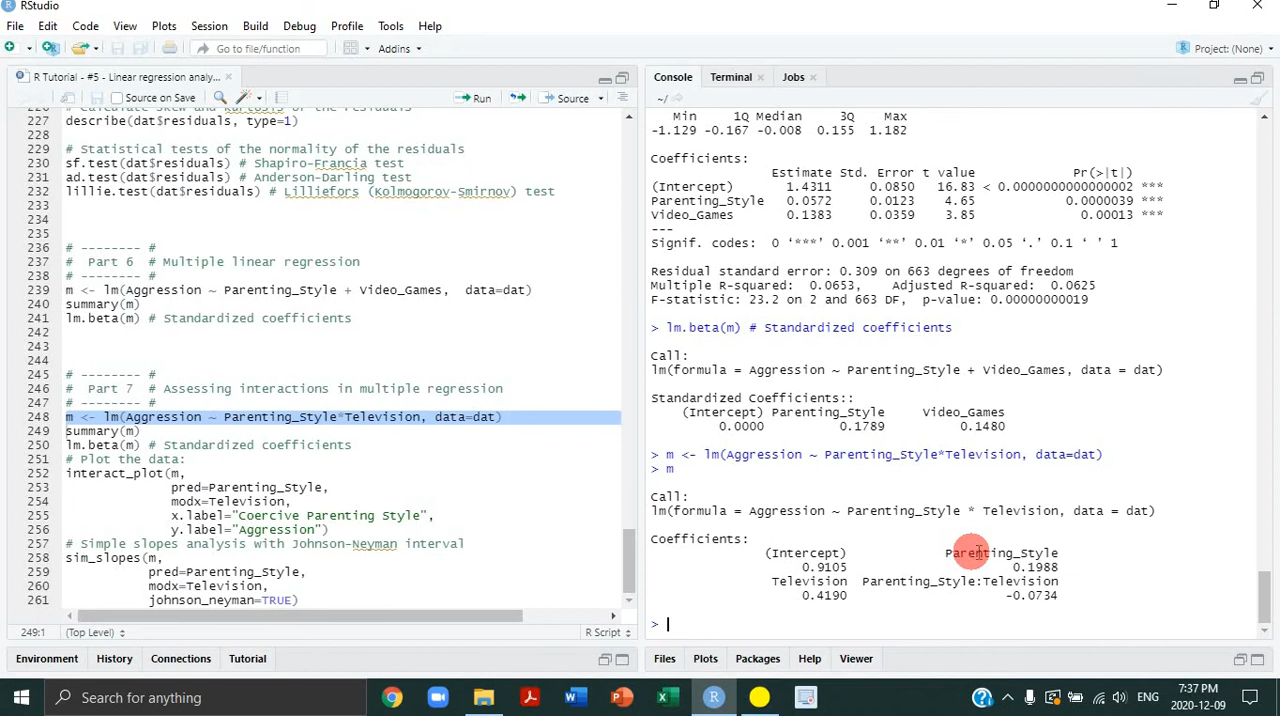 RStudio
File Edit Code View Plots Session Build Debug Profile Tools Help
Go to file/function Addins Project: (None)
R Tutorial - #5 - Linear regression analy...
Source on Save Run Source
226 # Calculate skew and kurtosis of the residuals
227 describe(dat$residuals, type=1)
228
229 # Statistical tests of the normality of the residuals
230 sf.test(dat$residuals) # Shapiro-Francia test
231 ad.test(dat$residuals) # Anderson-Darling test
232 lillie.test(dat$residuals) # Lilliefors (Kolmogorov-Smirnov) test
233
234
235
236 # -------- #
237 # Part 6 # Multiple linear regression
238 # -------- #
239 m <- lm(Aggression ~ Parenting_Style + Video_Games, data=dat)
240 summary(m)
241 lm.beta(m) # Standardized coefficients
242
243
244
245 # -------- #
246 # Part 7 # Assessing interactions in multiple regression
247 # -------- #
248 m <- lm(Aggression ~ Parenting_Style*Television, data=dat)
249 summary(m)
250 lm.beta(m) # Standardized coefficients
251 # Plot the data:
252 interact_plot(m,
253 pred=Parenting_Style,
254 modx=Television,
255 x.label="Coercive Parenting Style",
256 y.label="Aggression")
257 # Simple slopes analysis with Johnson-Neyman interval
258 sim_slopes(m,
259 pred=Parenting_Style,
260 modx=Television,
261 johnson_neyman=TRUE)
249:1 (Top Level) R Script
Environment History Connections Tutorial
Console Terminal Jobs
~/
Min 1Q Median 3Q Max
-1.129 -0.167 -0.008 0.155 1.182
Coefficients:
Estimate Std. Error t value Pr(>|t|)
(Intercept) 1.4311 0.0850 16.83 < 0.0000000000000002 ***
Parenting_Style 0.0572 0.0123 4.65 0.0000039 ***
Video_Games 0.1383 0.0359 3.85 0.00013 ***
---
Signif. codes: 0 ‘***’ 0.001 ‘**’ 0.01 ‘*’ 0.05 ‘.’ 0.1 ‘ ’ 1
Residual standard error: 0.309 on 663 degrees of freedom
Multiple R-squared: 0.0653, Adjusted R-squared: 0.0625
F-statistic: 23.2 on 2 and 663 DF, p-value: 0.00000000019
> lm.beta(m) # Standardized coefficients
Call:
lm(formula = Aggression ~ Parenting_Style + Video_Games, data = dat)
Standardized Coefficients::
(Intercept) Parenting_Style Video_Games
0.0000 0.1789 0.1480
> m <- lm(Aggression ~ Parenting_Style*Television, data=dat)
> m
Call:
lm(formula = Aggression ~ Parenting_Style * Television, data = dat)
Coefficients:
(Intercept) Parenting_Style
0.9105 0.1988
Television Parenting_Style:Television
0.4190 -0.0734
>
Files Plots Packages Help Viewer
Search for anything
ENG
7:37 PM
2020-12-09